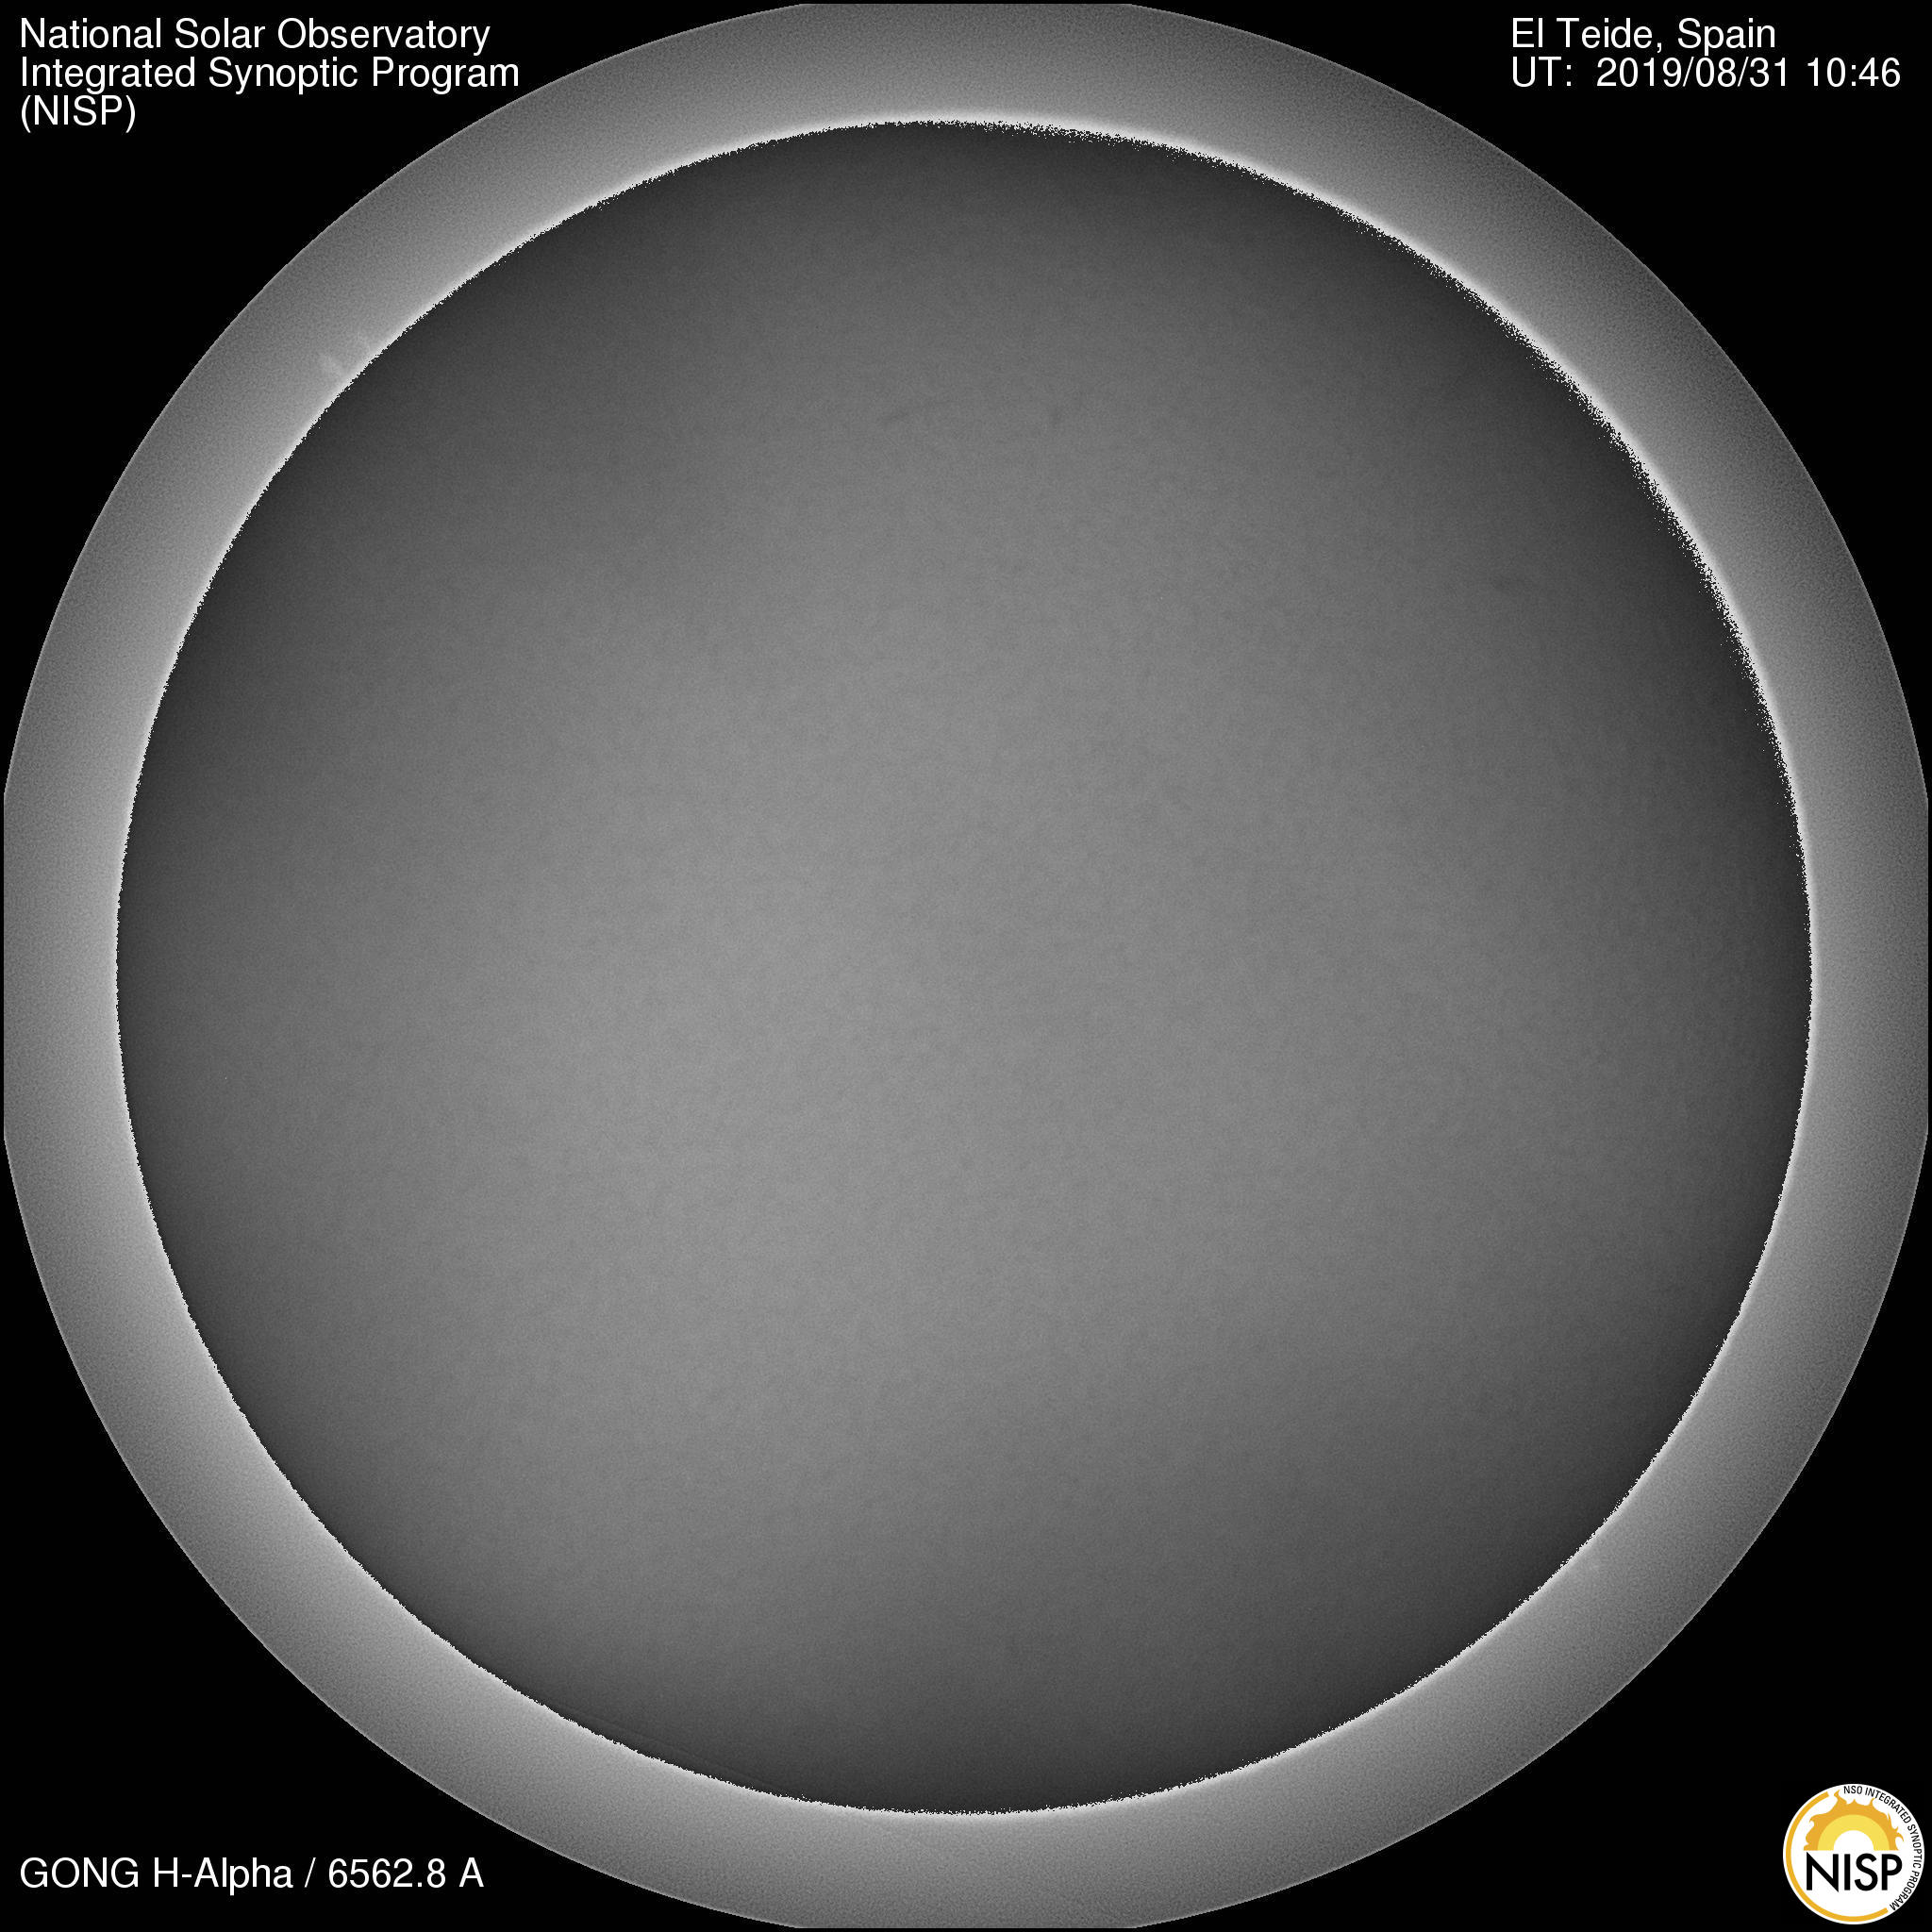 National Solar Observatory
Integrated Synoptic Program
(NISP)
El Teide, Spain
UT: 2019/08/31 10:46
GONG H-Alpha / 6562.8 A
NSO INTEGRATED SYNOPTIC PROGRAM
NISP